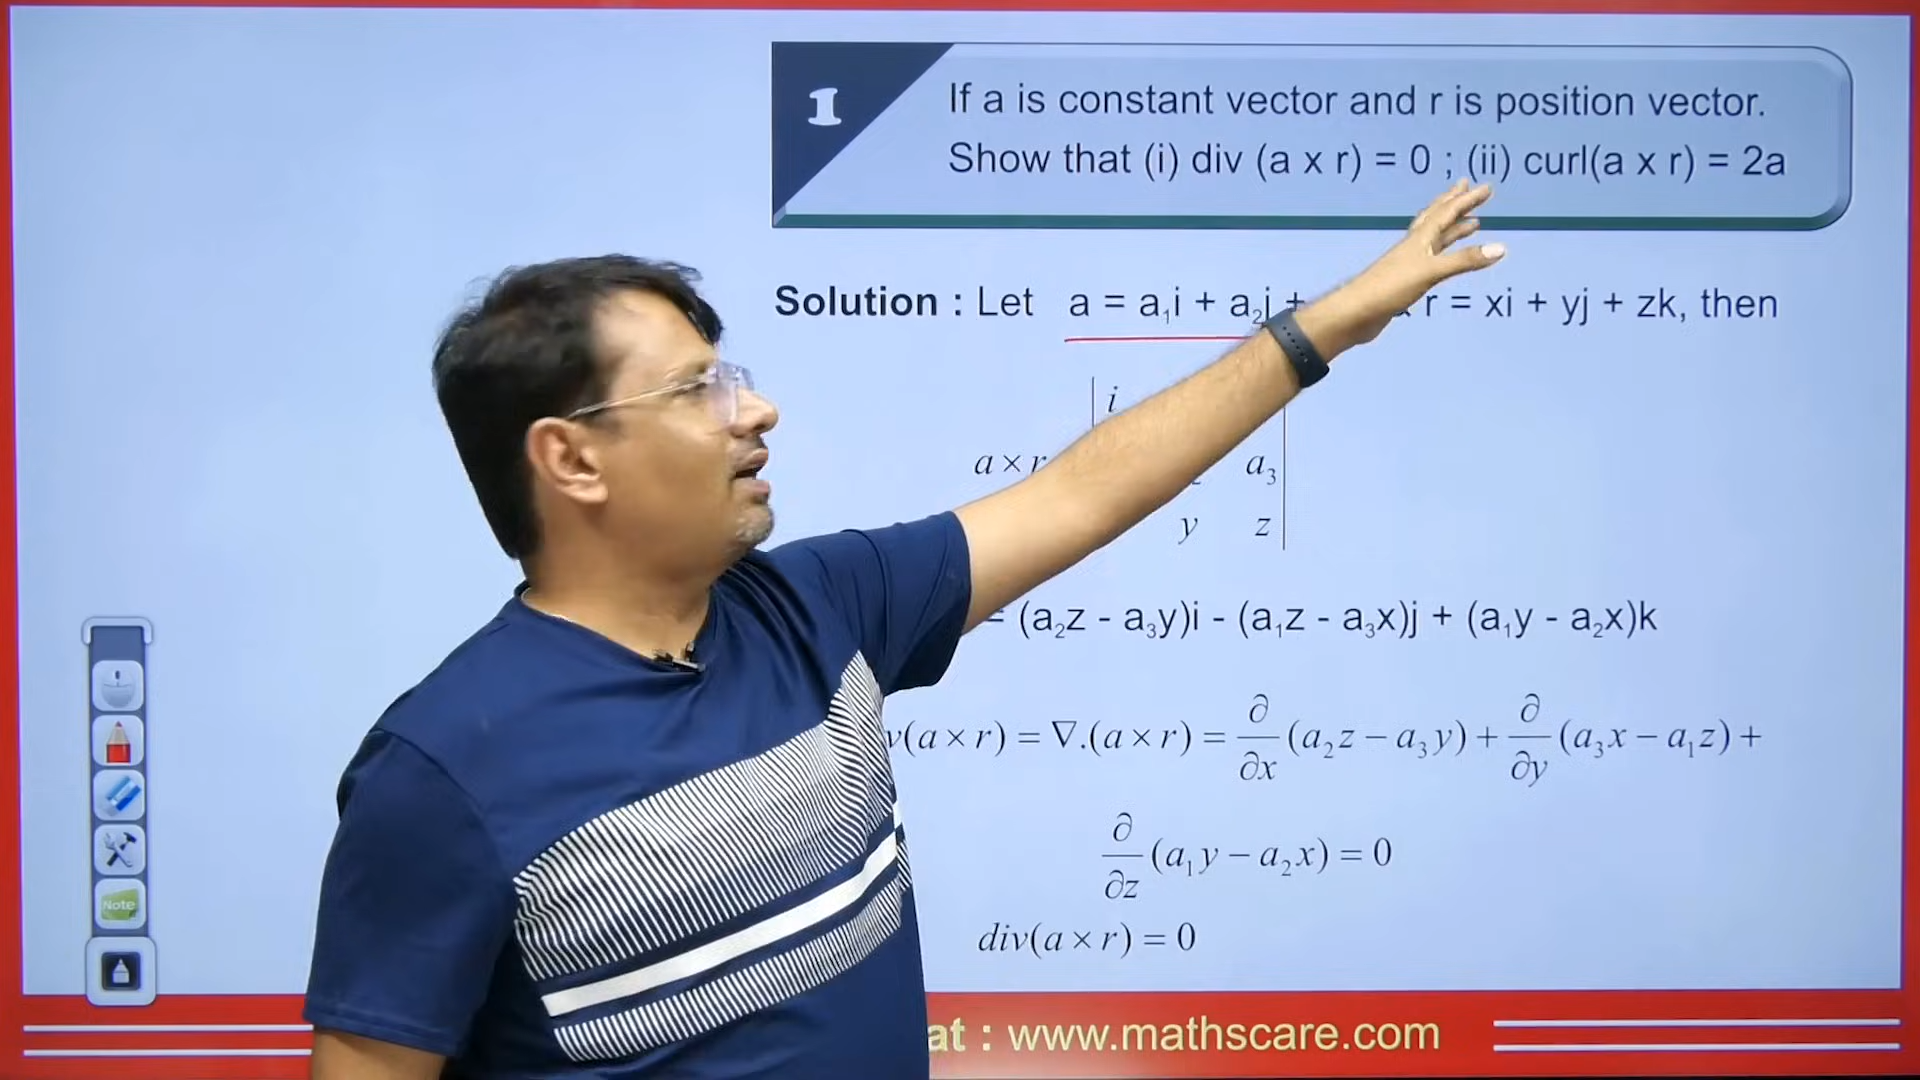 1
If a is constant vector and r is position vector.
Show that (i) div (a x r) = 0 ; (ii) curl(a x r) = 2a
Solution : Let a = a₁i + a₂j + r = xi + yj + zk, then
i
a × r a₃
y z
= (a₂z - a₃y)i - (a₁z - a₃x)j + (a₁y - a₂x)k
v(a × r) = ∇.(a × r) = ∂/∂x (a₂z − a₃y) + ∂/∂y (a₃x − a₁z) +
∂/∂z (a₁y − a₂x) = 0
div(a × r) = 0
Note
at : www.mathscare.com